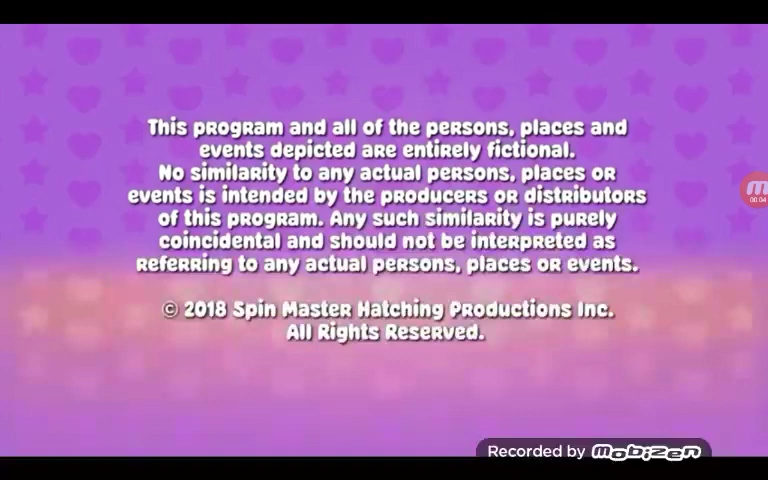 This program and all of the persons, places and
events depicted are entirely fictional.
No similarity to any actual persons, places or
events is intended by the producers or distributors
of this program. Any such similarity is purely
coincidental and should not be interpreted as
referring to any actual persons, places or events.
© 2018 Spin Master Hatching Productions Inc.
All Rights Reserved.
m
00:04
Recorded by mobizen